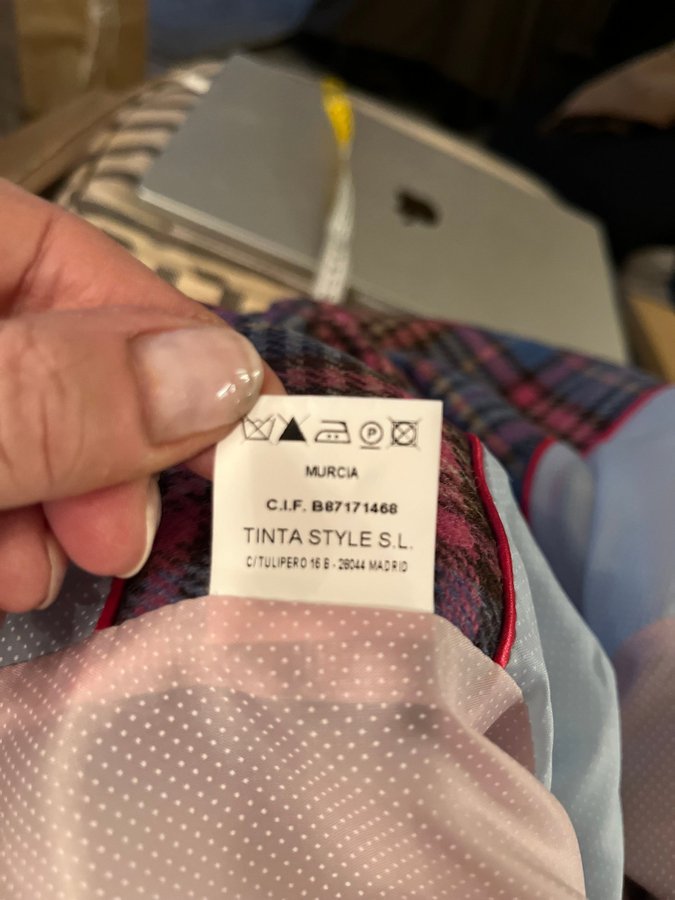 MURCIA
C.I.F. B87171468
TINTA STYLE S.L.
C/TULIPERO 16 B - 28044 MADRID